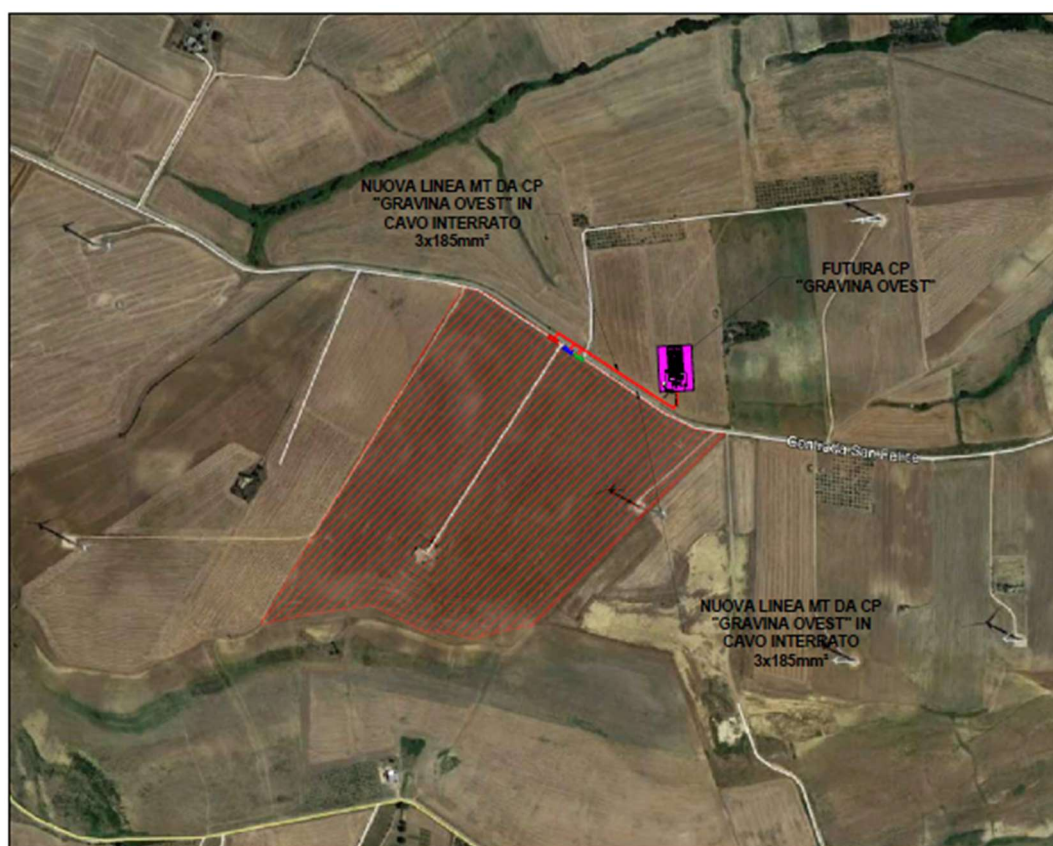 NUOVA LINEA MT DA CP
"GRAVINA OVEST" IN
CAVO INTERRATO
3x185mm²
FUTURA CP
"GRAVINA OVEST"
Contrada San Felice
NUOVA LINEA MT DA CP
"GRAVINA OVEST" IN
CAVO INTERRATO
3x185mm²